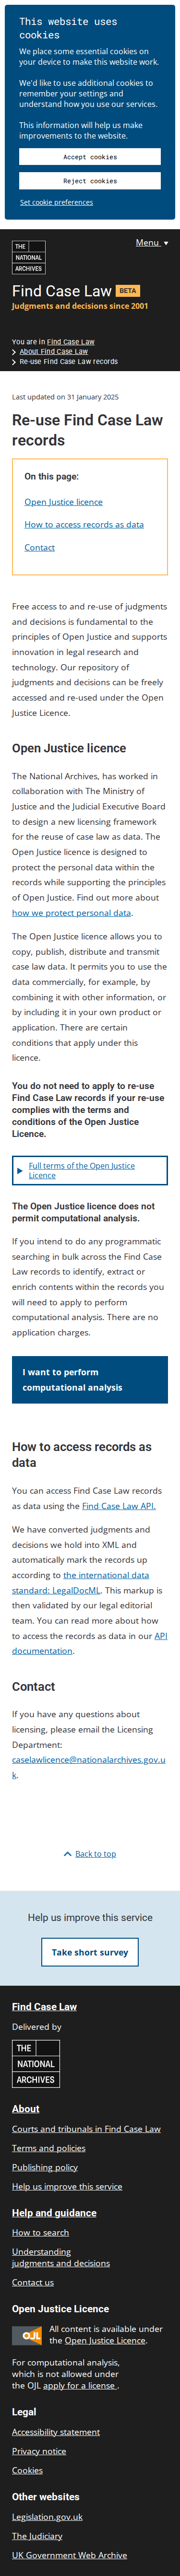 This website uses
cookies
We place some essential cookies on
your device to make this website work.
We'd like to use additional cookies to
remember your settings and
understand how you use our services.
This information will help us make
improvements to the website.
Accept cookies
Reject cookies
Set cookie preferences
THE
NATIONAL
ARCHIVES
Menu
Find Case Law BETA
Judgments and decisions since 2001
You are in Find Case Law
About Find Case Law
Re-use Find Case Law records
Last updated on 31 January 2025
Re-use Find Case Law
records
On this page:
Open Justice licence
How to access records as data
Contact
Free access to and re-use of judgments
and decisions is fundamental to the
principles of Open Justice and supports
innovation in legal research and
technology. Our repository of
judgments and decisions can be freely
accessed and re-used under the Open
Justice Licence.
Open Justice licence
The National Archives, has worked in
collaboration with The Ministry of
Justice and the Judicial Executive Board
to design a new licensing framework
for the reuse of case law as data. The
Open Justice licence is designed to
protect the personal data within the
records while supporting the principles
of Open Justice. Find out more about
how we protect personal data.
The Open Justice licence allows you to
copy, publish, distribute and transmit
case law data. It permits you to use the
data commercially, for example, by
combining it with other information, or
by including it in your own product or
application. There are certain
conditions that apply under this
licence.
You do not need to apply to re-use
Find Case Law records if your re-use
complies with the terms and
conditions of the Open Justice
Licence.
Full terms of the Open Justice
Licence
The Open Justice licence does not
permit computational analysis.
If you intend to do any programmatic
searching in bulk across the Find Case
Law records to identify, extract or
enrich contents within the records you
will need to apply to perform
computational analysis. There are no
application charges.
I want to perform
computational analysis
How to access records as
data
You can access Find Case Law records
as data using the Find Case Law API.
We have converted judgments and
decisions we hold into XML and
automatically mark the results up
according to the international data
standard: LegalDocML. This markup is
then validated by our legal editorial
team. You can read more about how
to access the records as data in our API
documentation.
Contact
If you have any questions about
licensing, please email the Licensing
Department:
caselawlicence@nationalarchives.gov.u
k.
Back to top
Help us improve this service
Take short survey
Find Case Law
Delivered by
THE
NATIONAL
ARCHIVES
About
Courts and tribunals in Find Case Law
Terms and policies
Publishing policy
Help us improve this service
Help and guidance
How to search
Understanding
judgments and decisions
Contact us
Open Justice Licence
OJL
All content is available under
the Open Justice Licence.
For computational analysis,
which is not allowed under
the OJL apply for a license .
Legal
Accessibility statement
Privacy notice
Cookies
Other websites
Legislation.gov.uk
The Judiciary
UK Government Web Archive